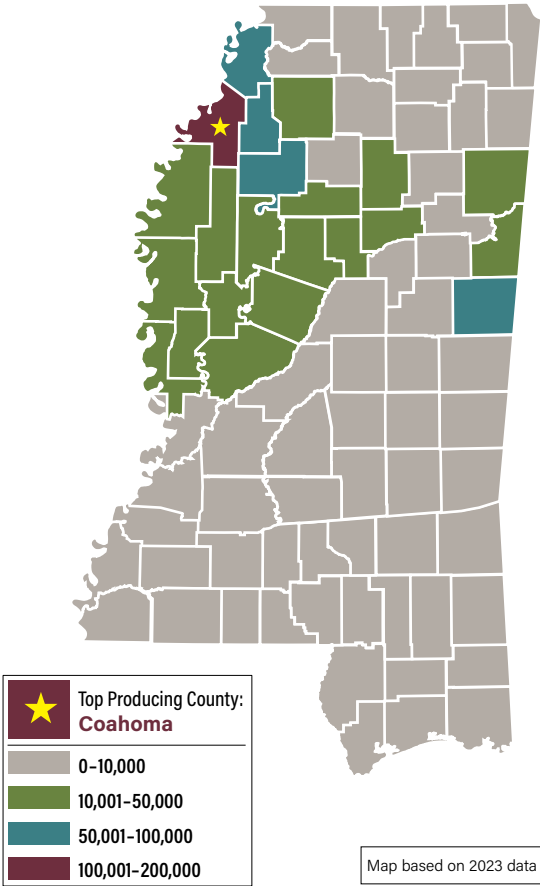 Top Producing County:
Coahoma
0–10,000
10,001–50,000
50,001–100,000
100,001–200,000
Map based on 2023 data